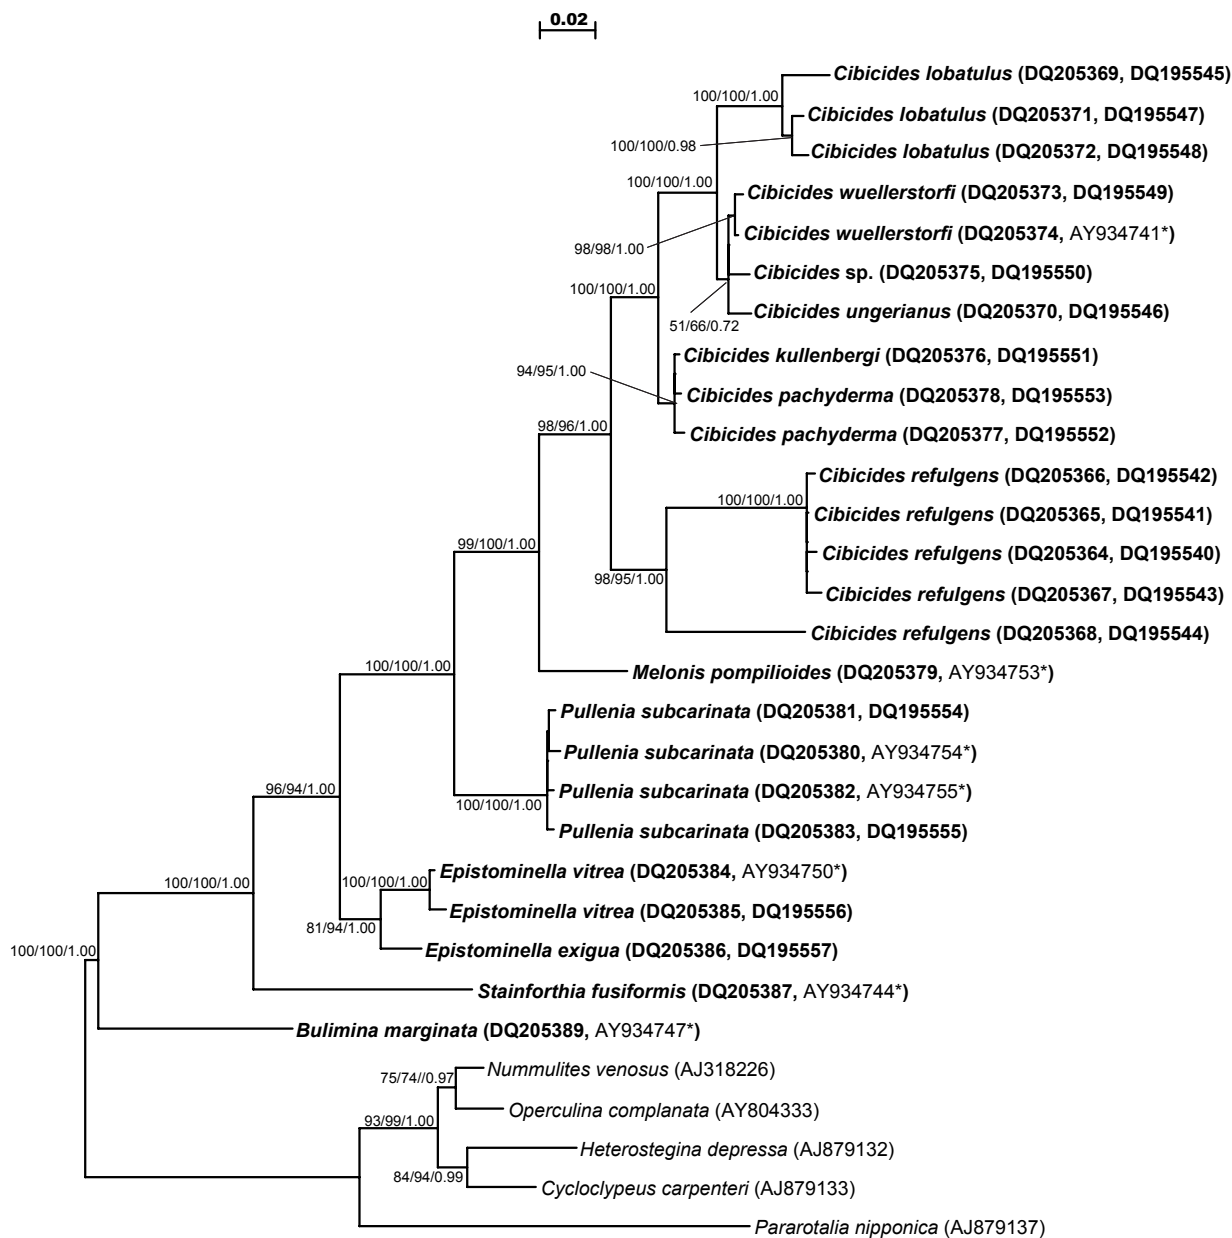 0.02
Cibicides lobatulus (DQ205369, DQ195545)
100/100/1.00
Cibicides lobatulus (DQ205371, DQ195547)
100/100/0.98
Cibicides lobatulus (DQ205372, DQ195548)
100/100/1.00
Cibicides wuellerstorfi (DQ205373, DQ195549)
Cibicides wuellerstorfi (DQ205374, AY934741*)
98/98/1.00
Cibicides sp. (DQ205375, DQ195550)
100/100/1.00
Cibicides ungerianus (DQ205370, DQ195546)
51/66/0.72
Cibicides kullenbergi (DQ205376, DQ195551)
94/95/1.00
Cibicides pachyderma (DQ205378, DQ195553)
98/96/1.00
Cibicides pachyderma (DQ205377, DQ195552)
Cibicides refulgens (DQ205366, DQ195542)
100/100/1.00
Cibicides refulgens (DQ205365, DQ195541)
99/100/1.00
Cibicides refulgens (DQ205364, DQ195540)
98/95/1.00
Cibicides refulgens (DQ205367, DQ195543)
Cibicides refulgens (DQ205368, DQ195544)
100/100/1.00
Melonis pompilioides (DQ205379, AY934753*)
Pullenia subcarinata (DQ205381, DQ195554)
Pullenia subcarinata (DQ205380, AY934754*)
96/94/1.00
Pullenia subcarinata (DQ205382, AY934755*)
100/100/1.00
Pullenia subcarinata (DQ205383, DQ195555)
Epistominella vitrea (DQ205384, AY934750*)
100/100/1.00
100/100/1.00
Epistominella vitrea (DQ205385, DQ195556)
81/94/1.00
Epistominella exigua (DQ205386, DQ195557)
100/100/1.00
Stainforthia fusiformis (DQ205387, AY934744*)
Bulimina marginata (DQ205389, AY934747*)
Nummulites venosus (AJ318226)
75/74//0.97
Operculina complanata (AY804333)
93/99/1.00
Heterostegina depressa (AJ879132)
84/94/0.99
Cycloclypeus carpenteri (AJ879133)
Pararotalia nipponica (AJ879137)